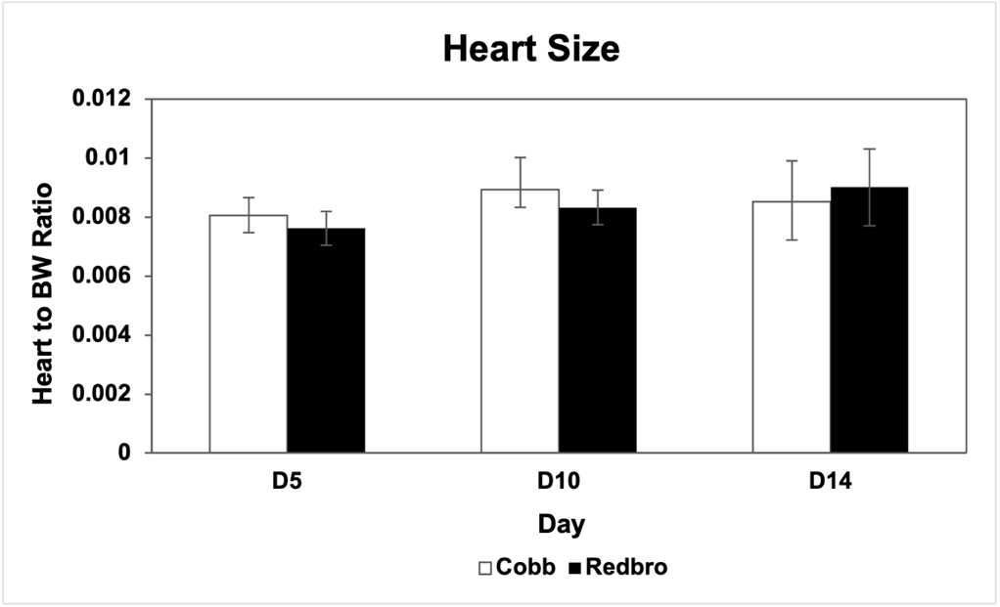 Heart Size
Heart to BW Ratio
0.012
0.01
0.008
0.006
0.004
0.002
0
D5 D10 D14
Day
Cobb Redbro